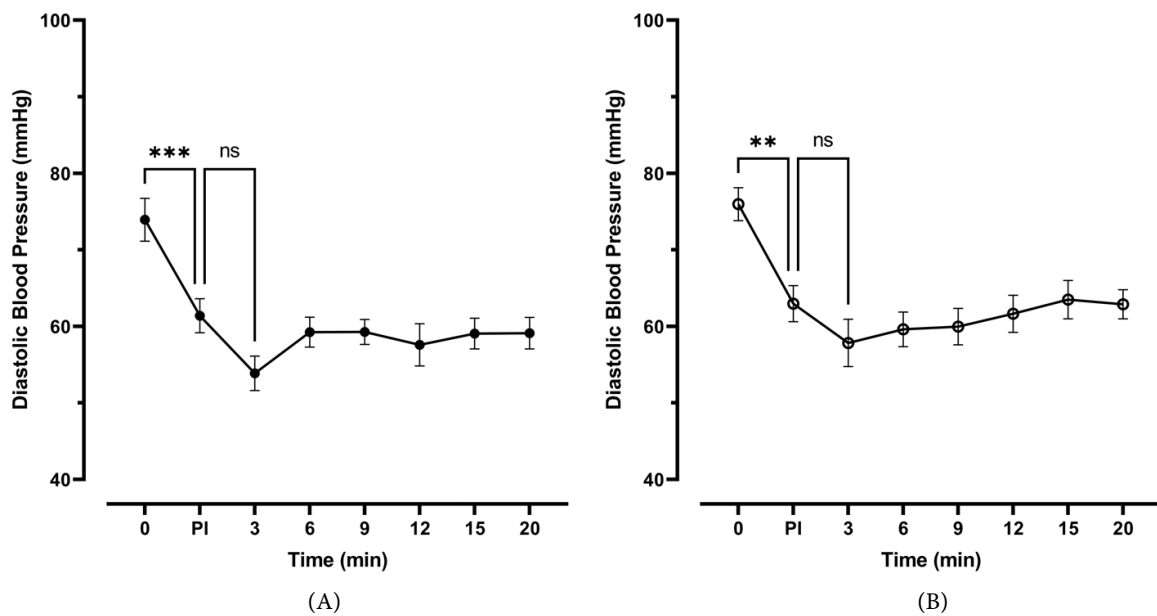 Diastolic Blood Pressure (mmHg)
100
80
60
40
*** ns
0 PI 3 6 9 12 15 20
Time (min)
(A)
Diastolic Blood Pressure (mmHg)
100
80
60
40
** ns
0 PI 3 6 9 12 15 20
Time (min)
(B)